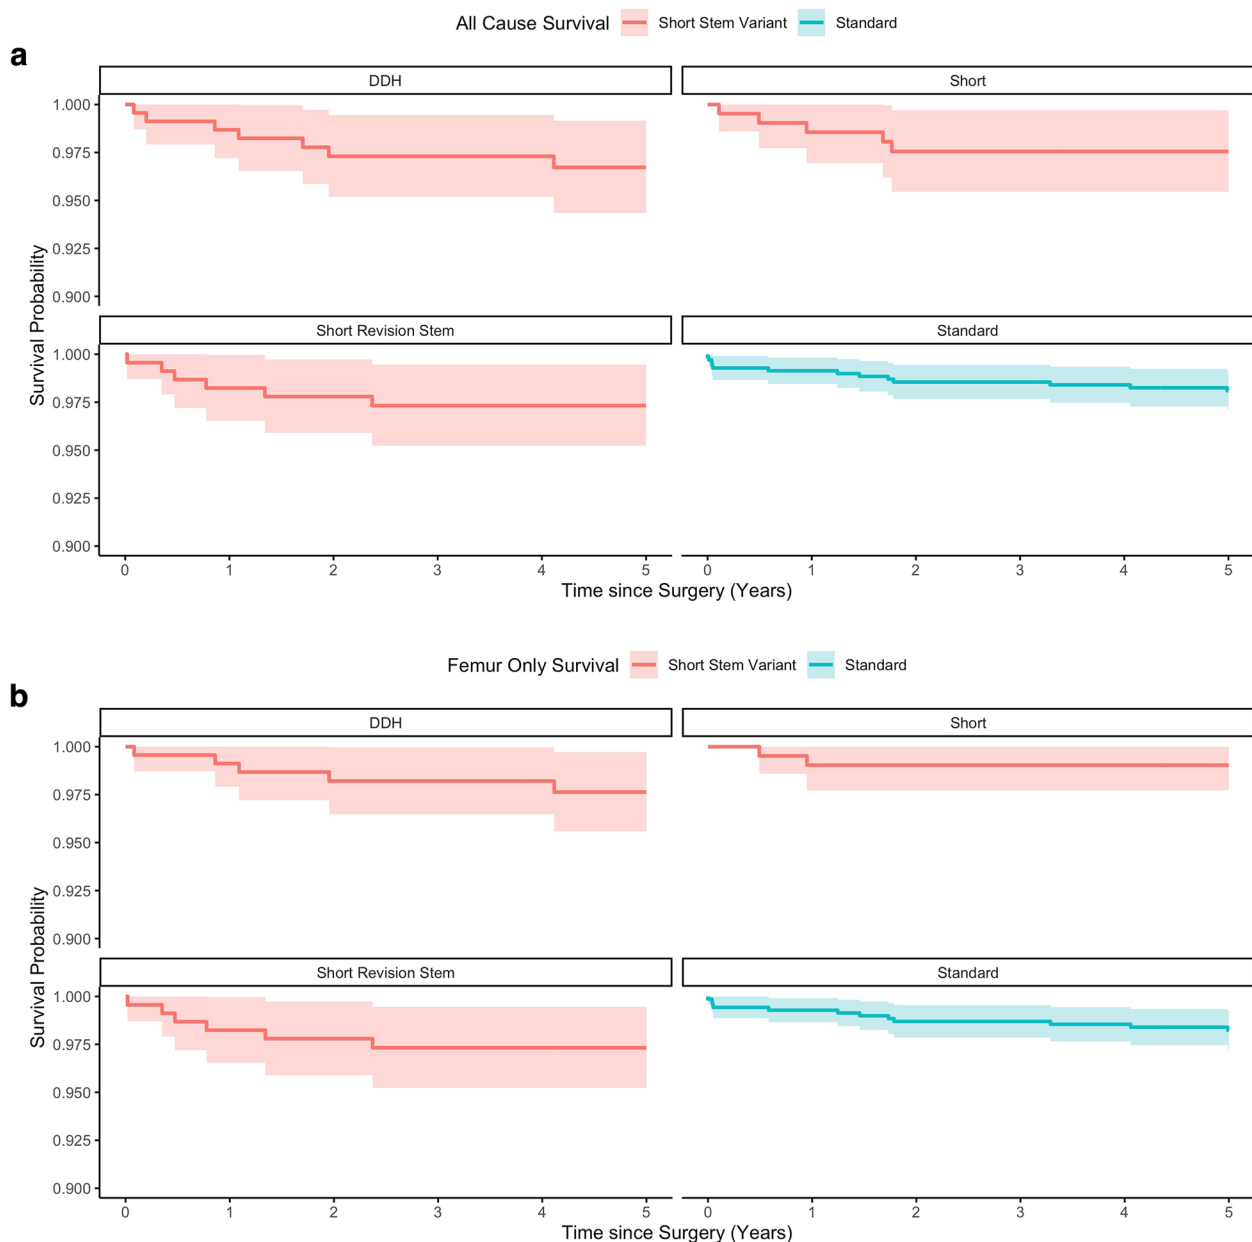 All Cause Survival Short Stem Variant Standard
a
DDH Short
1.000
0.975
0.950
0.925
0.900
Survival Probability
Short Revision Stem Standard
1.000
0.975
0.950
0.925
0.900
0 1 2 3 4 5 0 1 2 3 4 5
Time since Surgery (Years)
Femur Only Survival Short Stem Variant Standard
b
DDH Short
1.000
0.975
0.950
0.925
0.900
Survival Probability
Short Revision Stem Standard
1.000
0.975
0.950
0.925
0.900
0 1 2 3 4 5 0 1 2 3 4 5
Time since Surgery (Years)